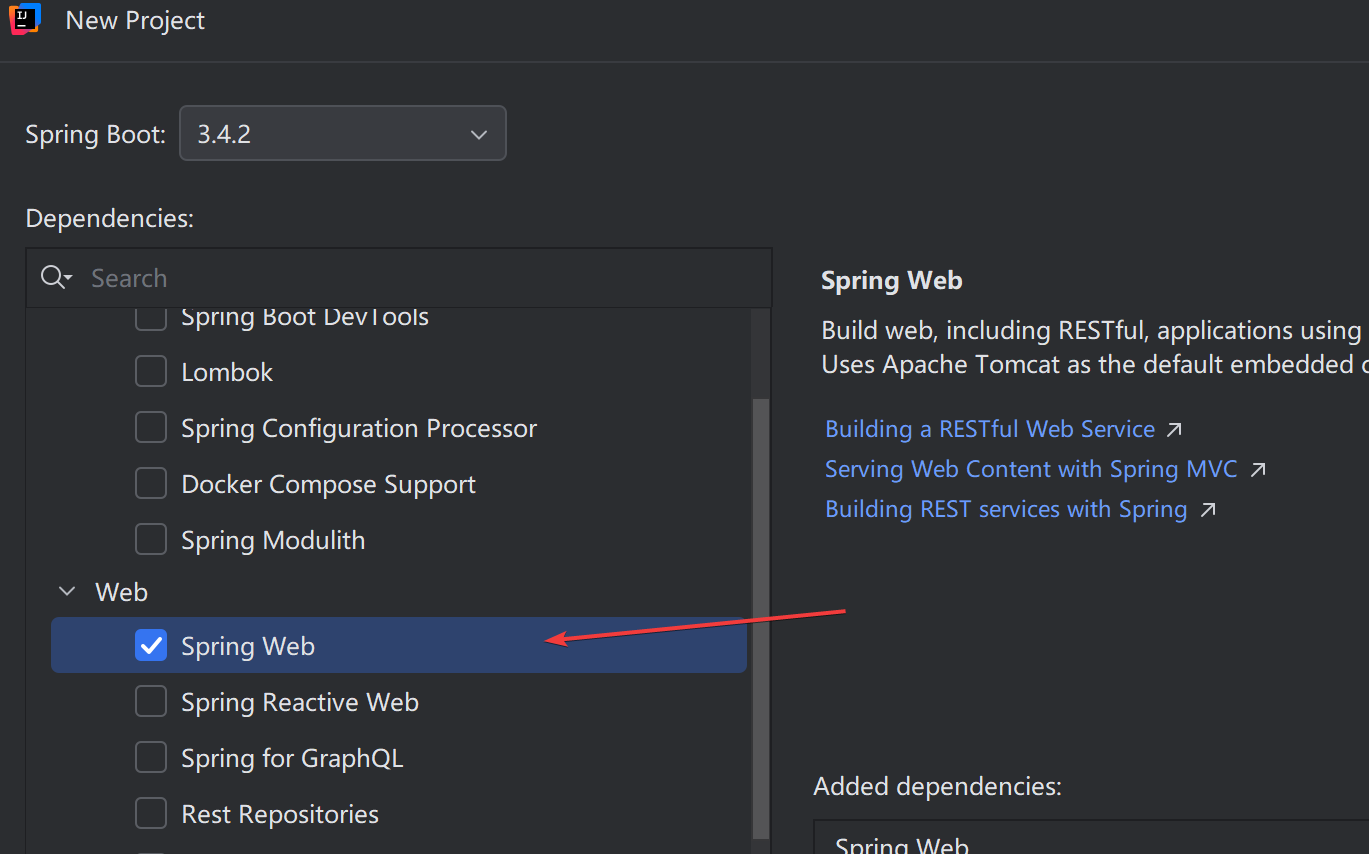 IJ
New Project
Spring Boot:
3.4.2
Dependencies:
Search
Spring Boot DevTools
Lombok
Spring Configuration Processor
Docker Compose Support
Spring Modulith
Web
Spring Web
Spring Reactive Web
Spring for GraphQL
Rest Repositories
Spring Web
Build web, including RESTful, applications using
Uses Apache Tomcat as the default embedded
Building a RESTful Web Service
Serving Web Content with Spring MVC
Building REST services with Spring
Added dependencies:
Spring Web